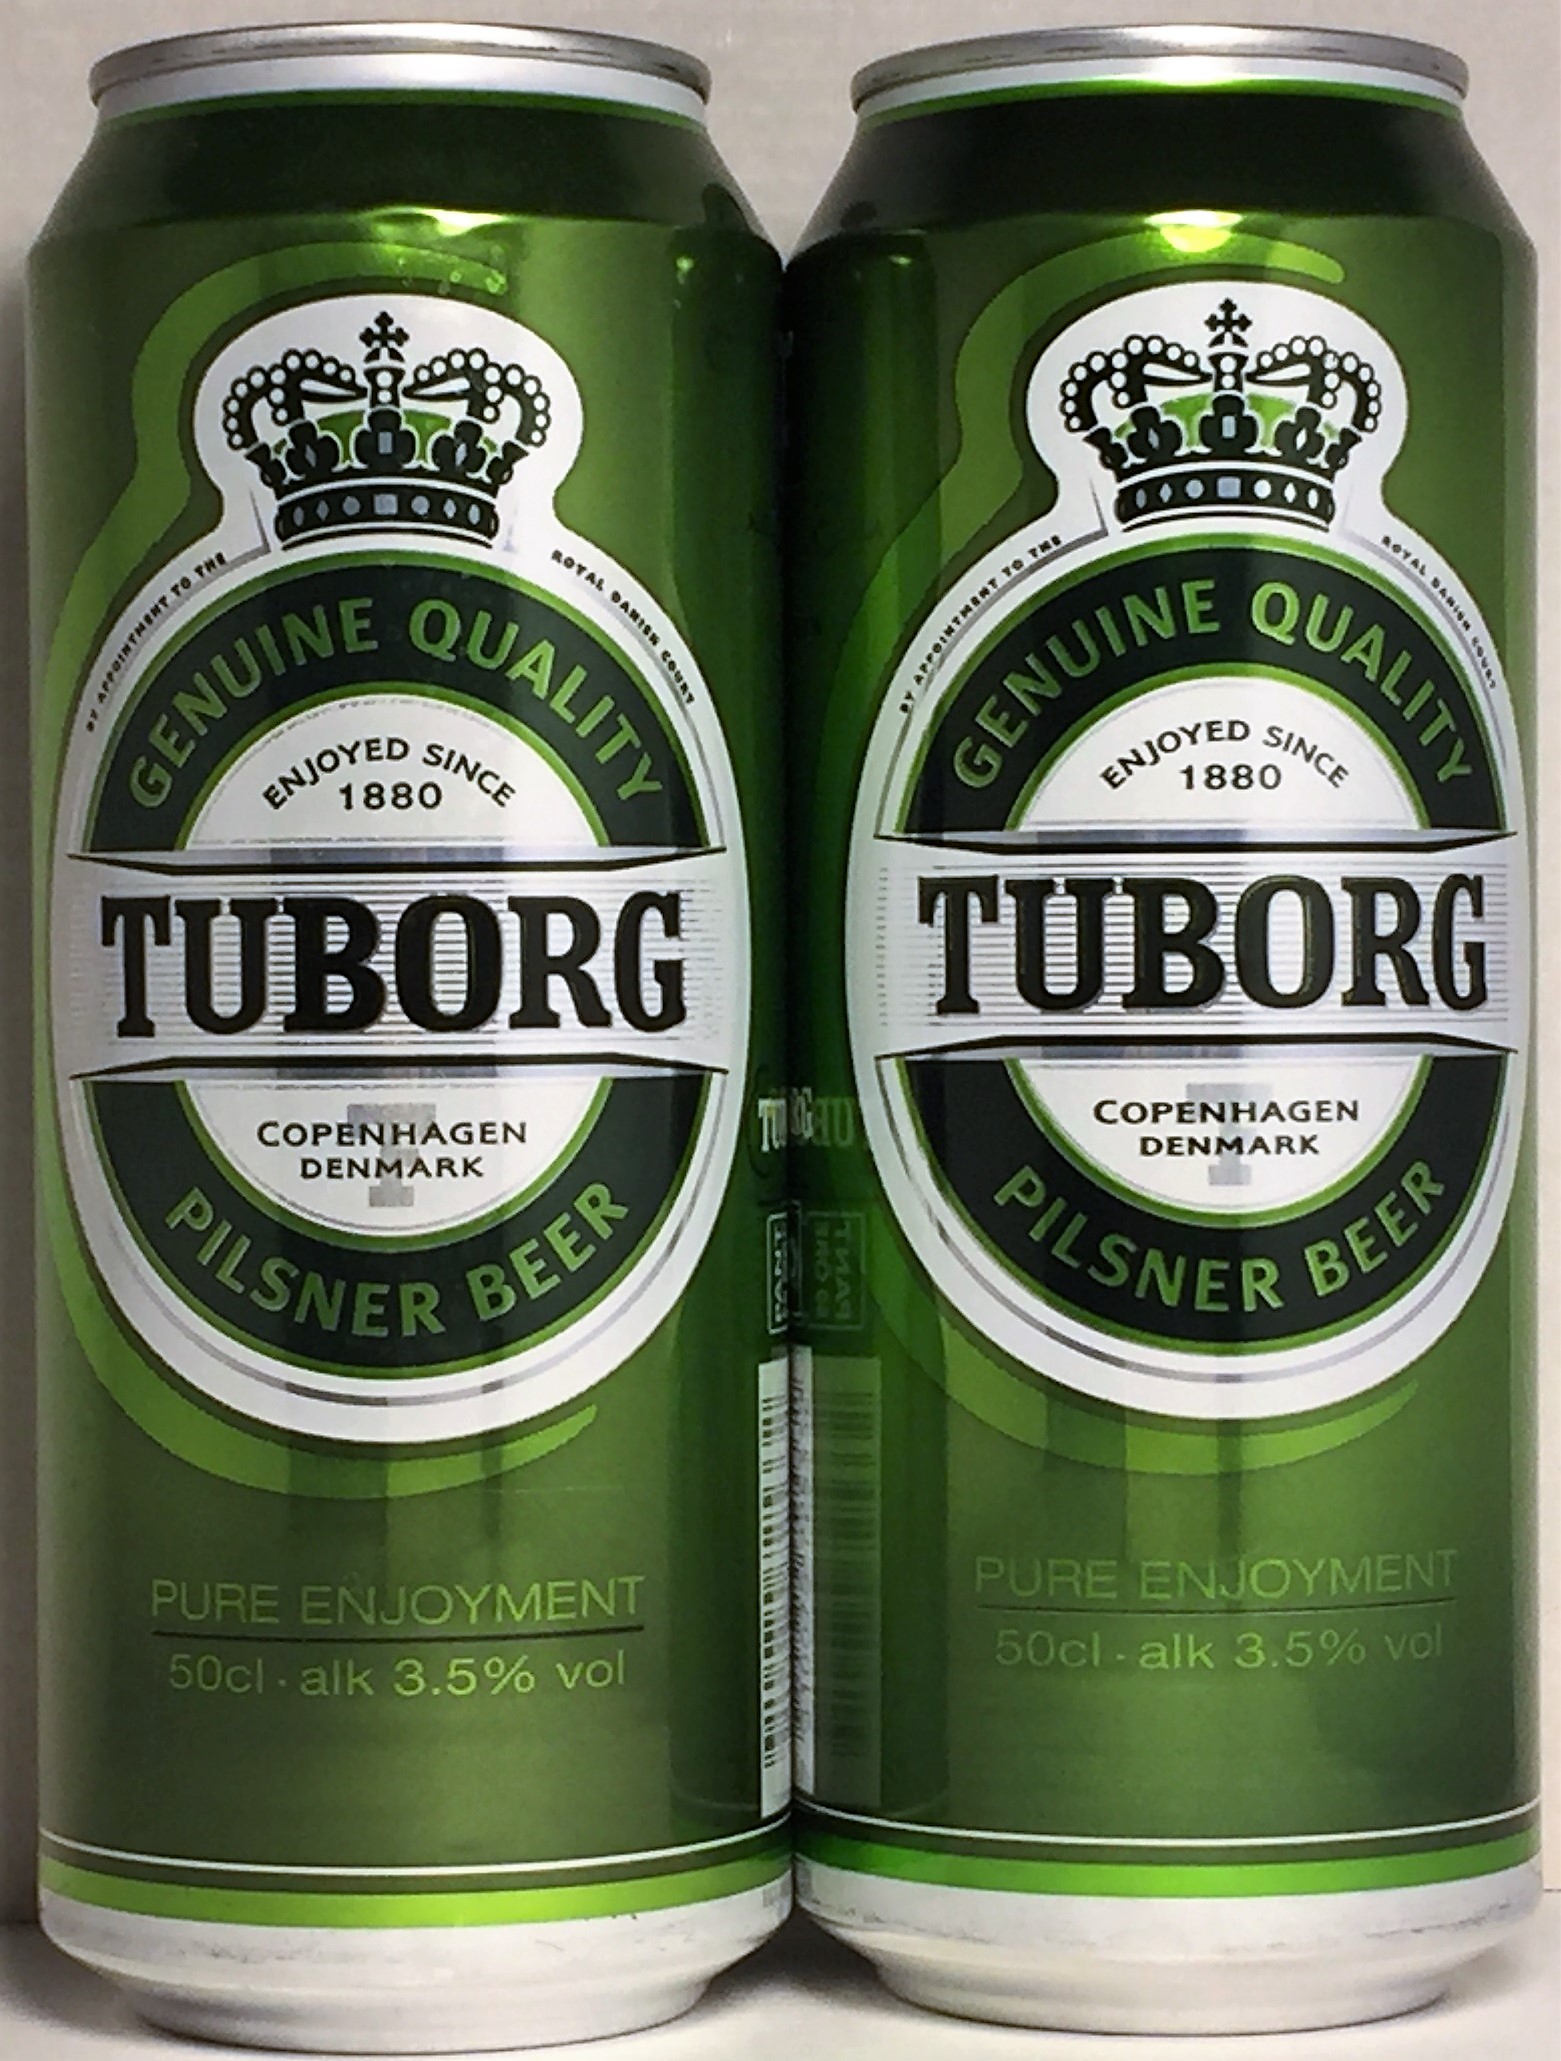 BY APPOINTMENT TO THE ROYAL DANISH COURT
GENUINE QUALITY
ENJOYED SINCE
1880
TUBORG
COPENHAGEN
DENMARK
PILSNER BEER
PURE ENJOYMENT
50cl · alk 3.5% vol
BY APPOINTMENT TO THE ROYAL DANISH COURT
GENUINE QUALITY
ENJOYED SINCE
1880
TUBORG
COPENHAGEN
DENMARK
PILSNER BEER
PURE ENJOYMENT
50cl · alk 3.5% vol